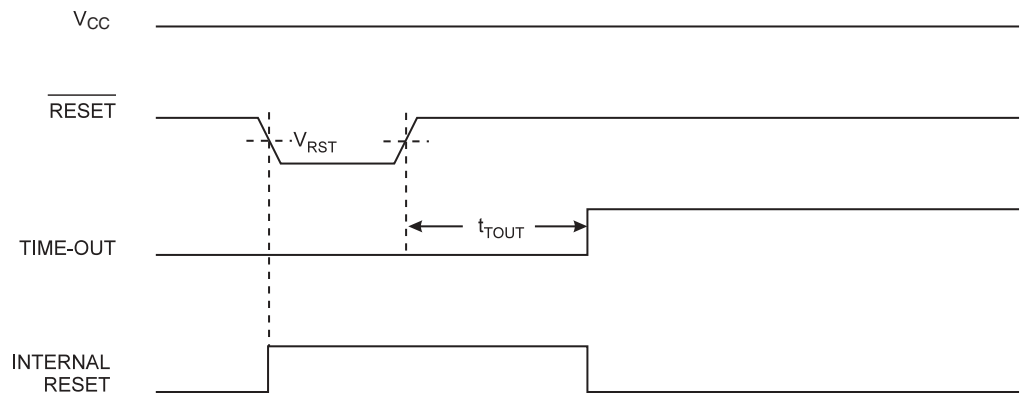 VCC
RESET
VRST
tTOUT
TIME-OUT
INTERNAL
RESET